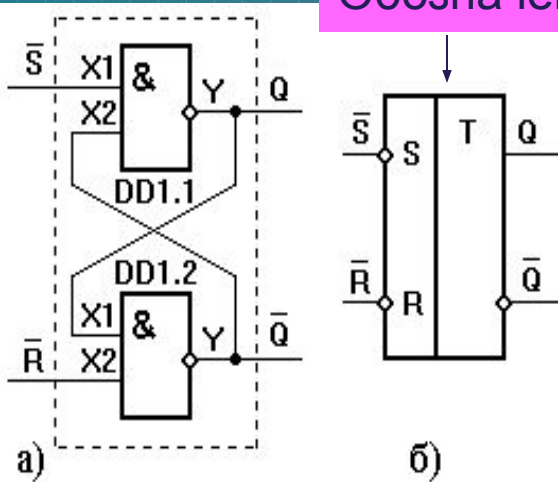 S̅ X1 & Y Q
X2
DD1.1
DD1.2
X1 & Y Q̅
R̅ X2
а)
S̅ S T Q
R̅ R Q̅
б)